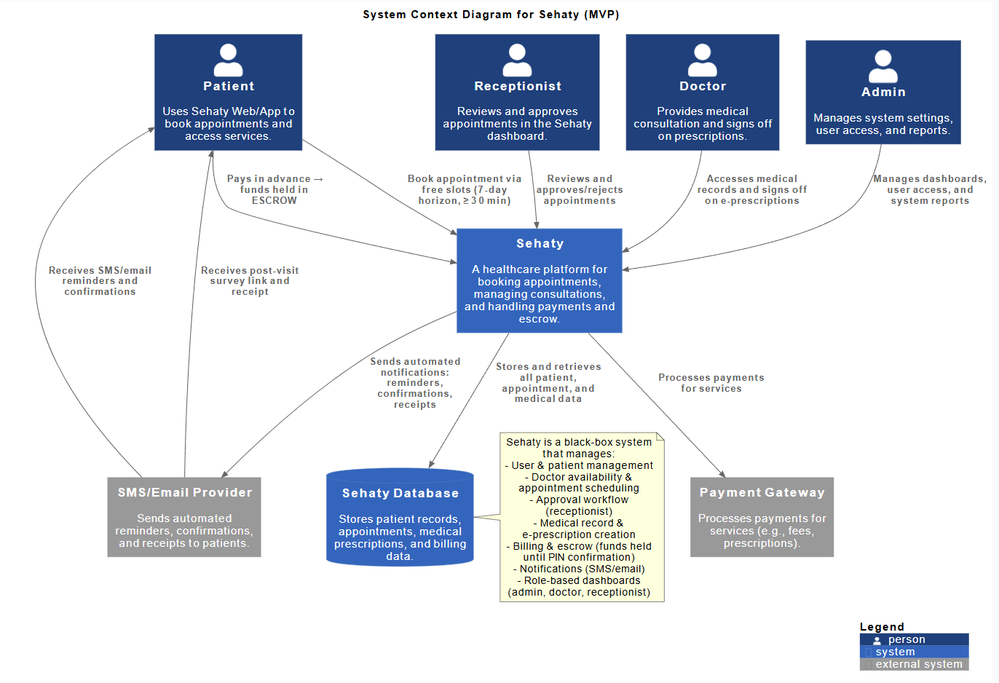 System Context Diagram for Sehaty (MVP)
Patient
Uses Sehaty Web/App to
book appointments and
access services.
Receptionist
Reviews and approves
appointments in the Sehaty
dashboard.
Doctor
Provides medical
consultation and signs off
on prescriptions.
Admin
Manages system settings,
user access, and reports.
Pays in advance →
funds held in
ESCROW
Book appointment via
free slots (7-day
horizon, ≥ 30 min)
Reviews and
approves/rejects
appointments
Accesses medical
records and signs off
on e-prescriptions
Manages dashboards,
user access, and
system reports
Sehaty
A healthcare platform for
booking appointments,
managing consultations,
and handling payments and
escrow.
Receives SMS/email
reminders and
confirmations
Receives post-visit
survey link and
receipt
Sends automated
notifications:
reminders,
confirmations,
receipts
Stores and retrieves
all patient,
appointment, and
medical data
Processes payments
for services
SMS/Email Provider
Sends automated
reminders, confirmations,
and receipts to patients.
Sehaty Database
Stores patient records,
appointments, medical
prescriptions, and billing
data.
Sehaty is a black-box system
that manages:
- User & patient management
- Doctor availability &
appointment scheduling
- Approval workflow
(receptionist)
- Medical record &
e-prescription creation
- Billing & escrow (funds held
until PIN confirmation)
- Notifications (SMS/email)
- Role-based dashboards
(admin, doctor, receptionist)
Payment Gateway
Processes payments for
services (e.g., fees,
prescriptions).
Legend
person
system
external system